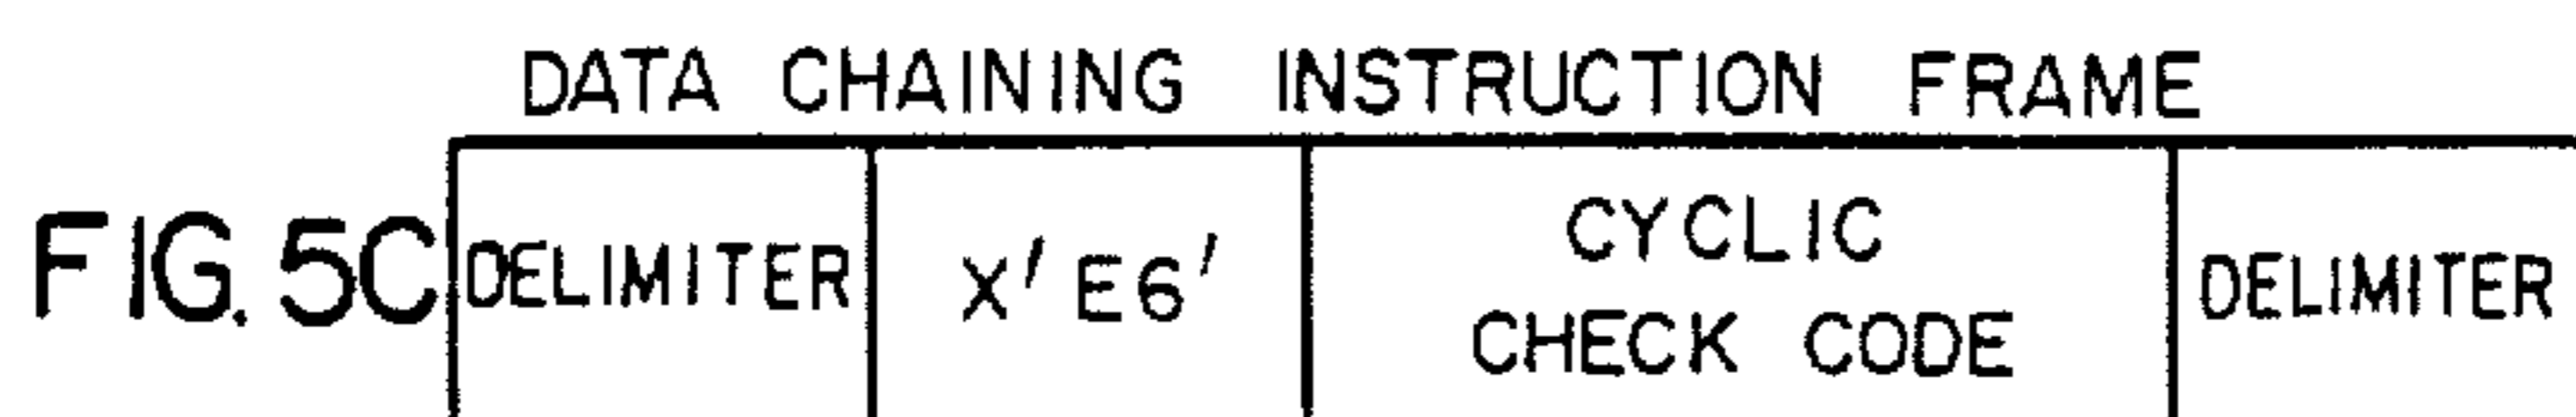 DATA CHAINING INSTRUCTION FRAME
FIG. 5C
DELIMITER
X'E6'
CYCLIC
CHECK CODE
DELIMITER